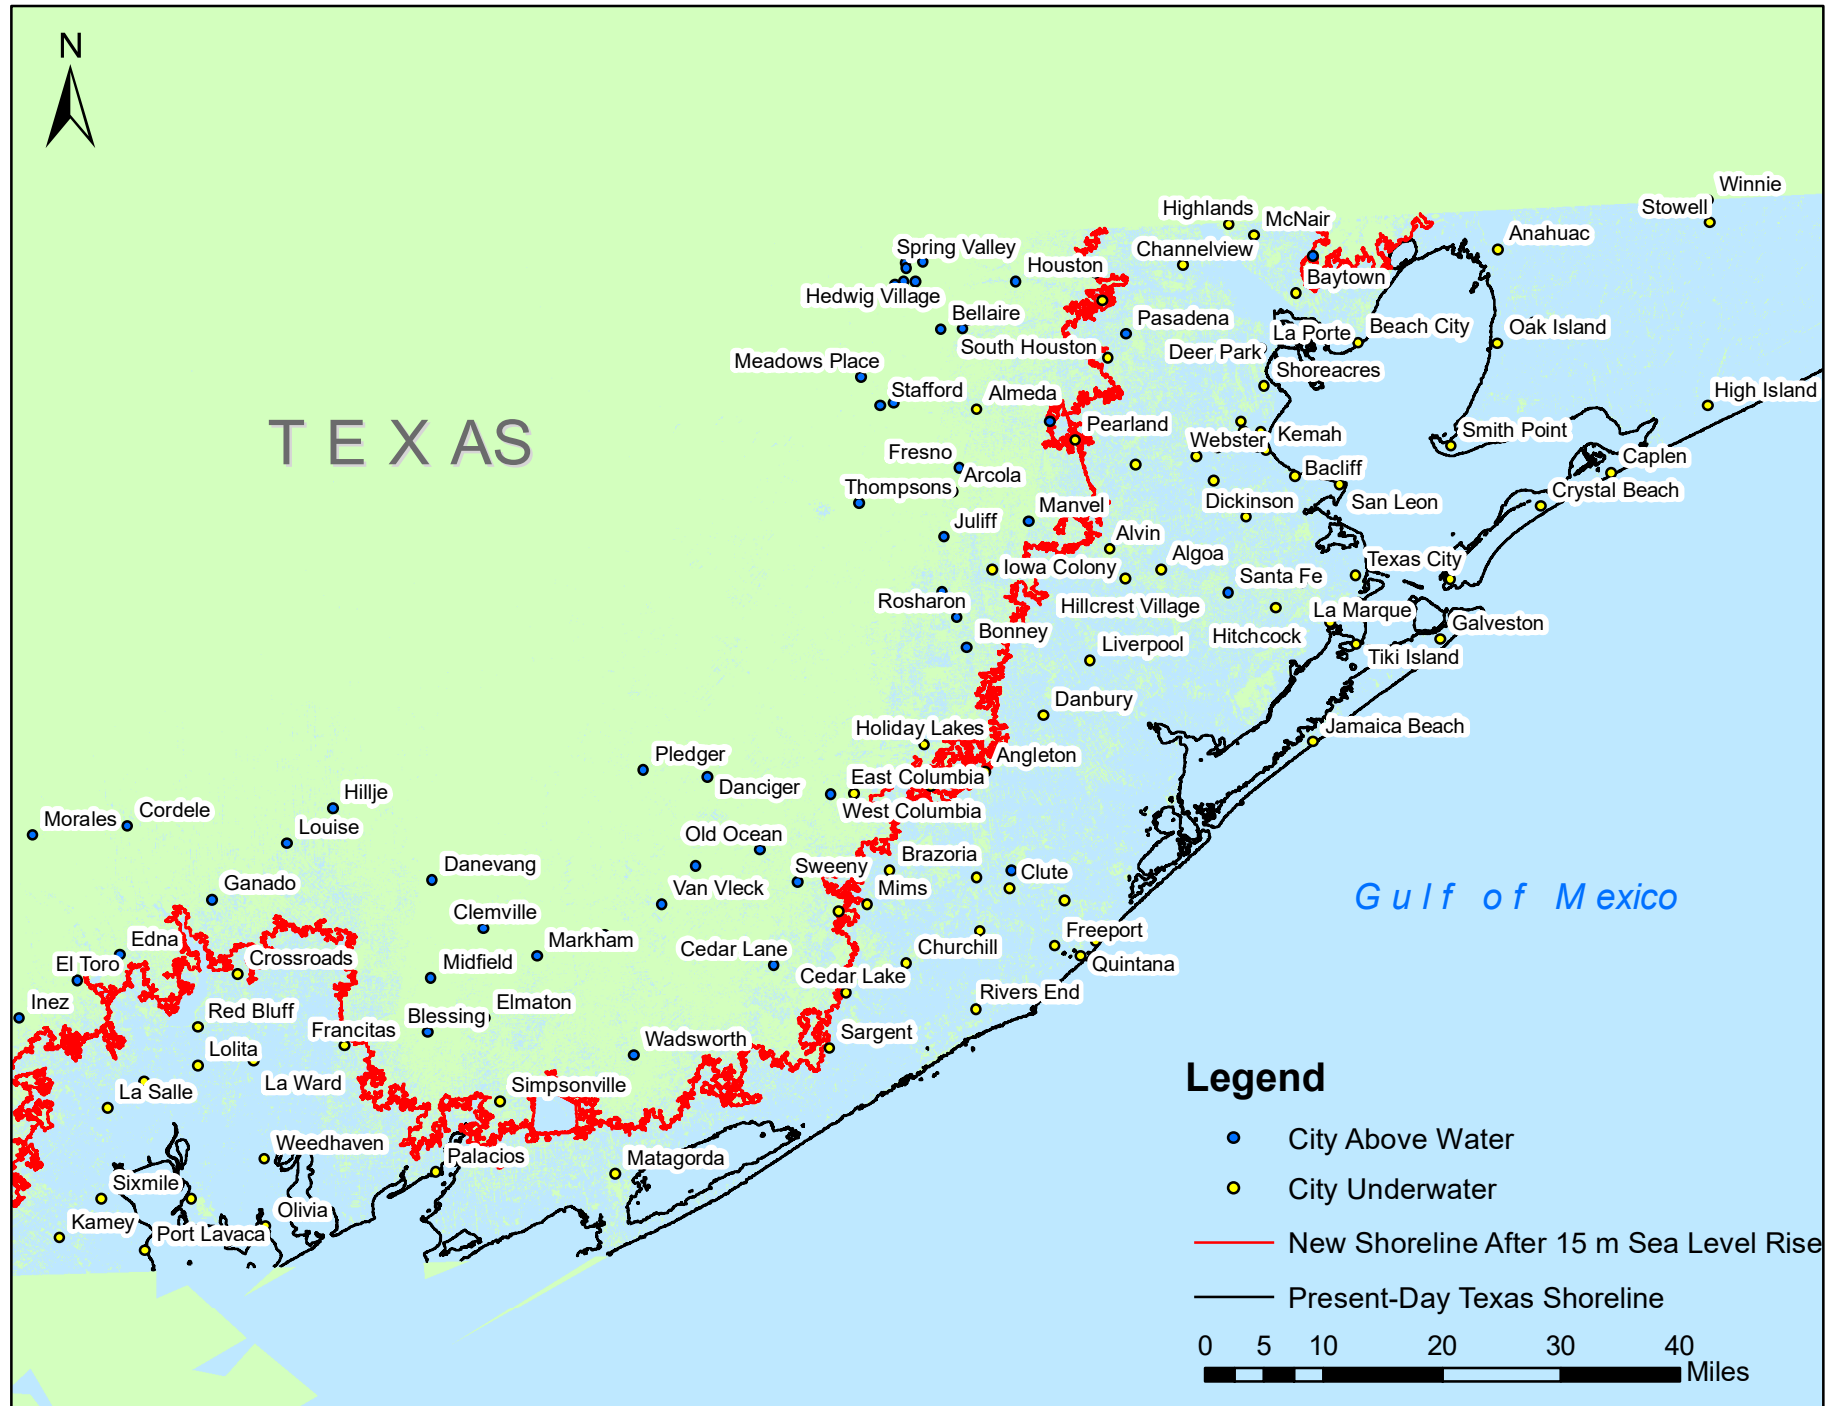 N
Winnie
Stowell
Highlands
McNair
Anahuac
Channelview
Spring Valley
Houston
Baytown
Hedwig Village
Bellaire
Pasadena
La Porte
Beach City
Oak Island
South Houston
Deer Park
Meadows Place
Shoreacres
Stafford
Almeda
High Island
TEXAS
Pearland
Smith Point
Webster
Kemah
Fresno
Caplen
Arcola
Bacliff
Thompsons
Crystal Beach
Manvel
Dickinson
San Leon
Juliff
Alvin
Algoa
Texas City
Iowa Colony
Santa Fe
Rosharon
Hillcrest Village
La Marque
Galveston
Bonney
Liverpool
Hitchcock
Tiki Island
Danbury
Holiday Lakes
Jamaica Beach
Pledger
Angleton
East Columbia
Danciger
Hillje
West Columbia
Morales
Cordele
Louise
Old Ocean
Brazoria
Danevang
Sweeny
Clute
Ganado
Van Vleck
Mims
Gulf of Mexico
Clemville
Freeport
Edna
Markham
Cedar Lane
Churchill
Crossroads
El Toro
Midfield
Quintana
Cedar Lake
Rivers End
Inez
Red Bluff
Elmaton
Blessing
Francitas
Sargent
Wadsworth
Lolita
La Ward
La Salle
Simpsonville
Weedhaven
Palacios
Matagorda
Sixmile
Olivia
Kamey
Port Lavaca
Legend
City Above Water
City Underwater
New Shoreline After 15 m Sea Level Rise
Present-Day Texas Shoreline
0 5 10 20 30 40
Miles